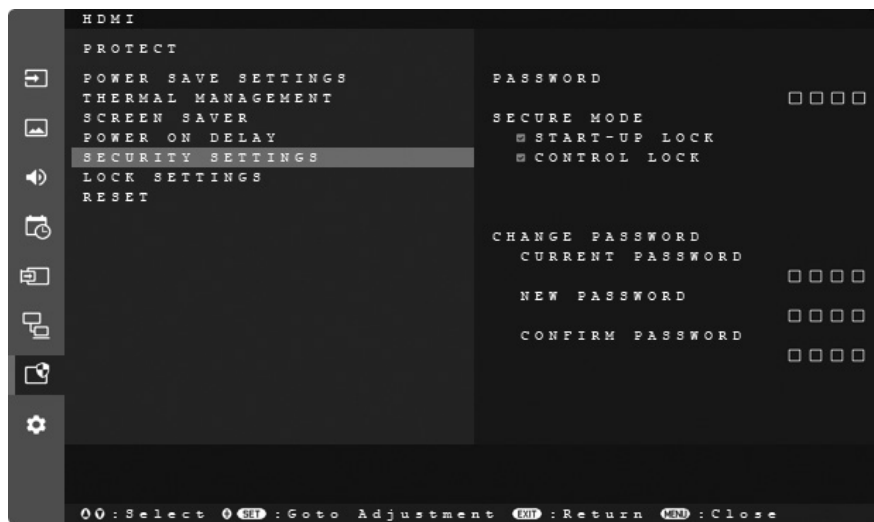 HDMI
PROTECT
POWER SAVE SETTINGS
THERMAL MANAGEMENT
SCREEN SAVER
POWER ON DELAY
SECURITY SETTINGS
LOCK SETTINGS
RESET
PASSWORD
SECURE MODE
START-UP LOCK
CONTROL LOCK
CHANGE PASSWORD
CURRENT PASSWORD
NEW PASSWORD
CONFIRM PASSWORD
:Select SET :Goto Adjustment EXIT :Return MENU :Close